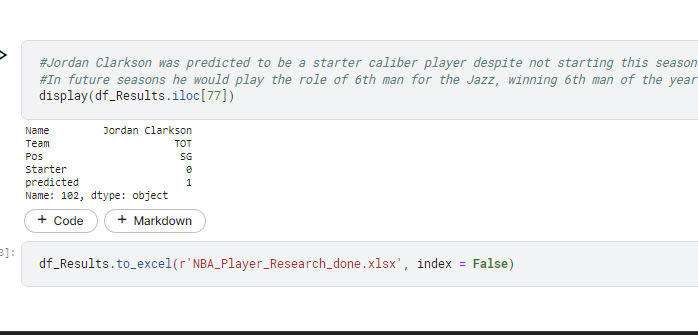 #Jordan Clarkson was predicted to be a starter caliber player despite not starting this season
#In future seasons he would play the role of 6th man for the Jazz, winning 6th man of the year
display(df_Results.iloc[77])
Name Jordan Clarkson
Team TOT
Pos SG
Starter 0
predicted 1
Name: 102, dtype: object
+ Code + Markdown
]:
df_Results.to_excel(r'NBA_Player_Research_done.xlsx', index = False)